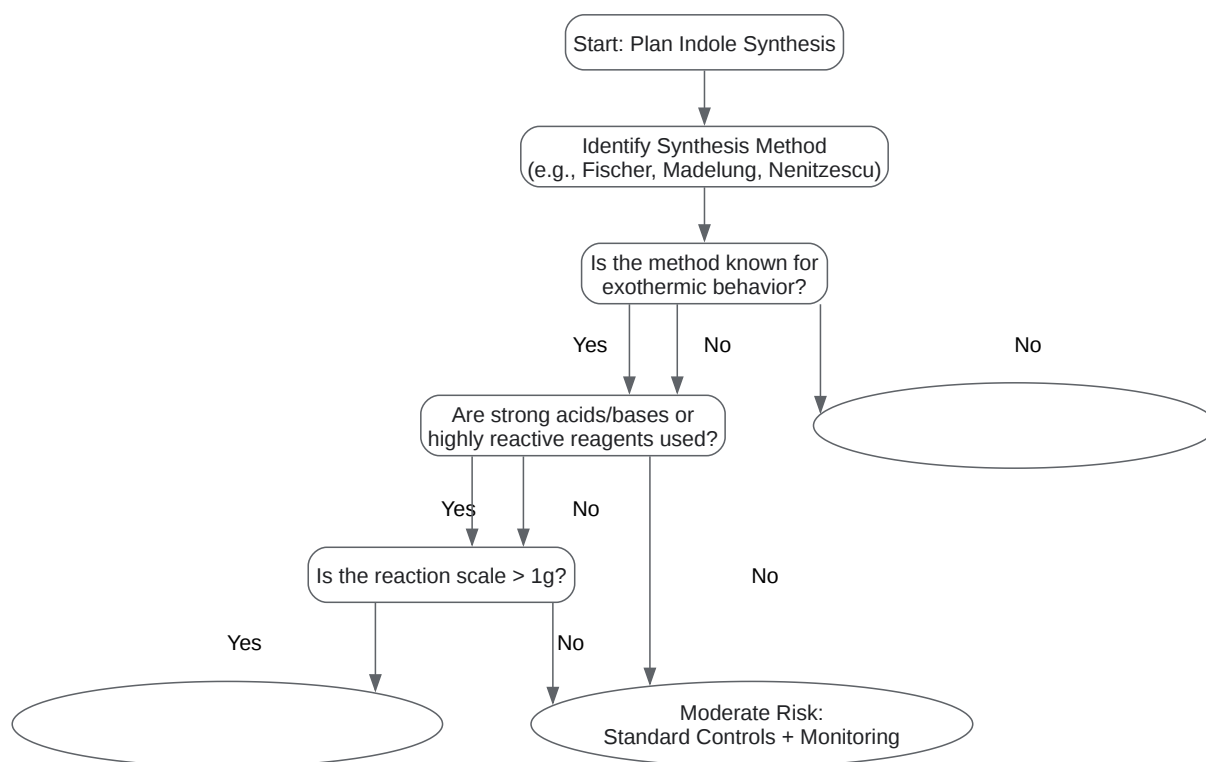 Start: Plan Indole Synthesis
Identify Synthesis Method
(e.g., Fischer, Madelung, Nenitzescu)
Is the method known for
exothermic behavior?
Yes
No
No
Are strong acids/bases or
highly reactive reagents used?
Yes
No
No
Is the reaction scale > 1g?
Yes
No
Moderate Risk:
Standard Controls + Monitoring